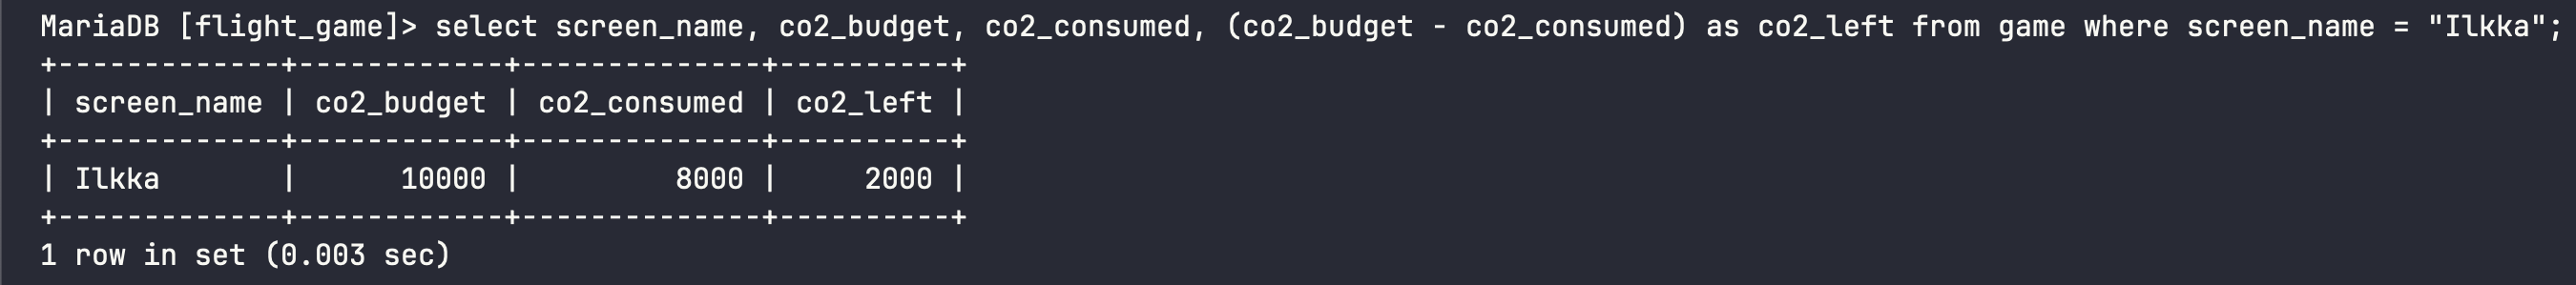 MariaDB [flight_game]> select screen_name, co2_budget, co2_consumed, (co2_budget - co2_consumed) as co2_left from game where screen_name = "Ilkka";
+-------------+------------+--------------+----------+
| screen_name | co2_budget | co2_consumed | co2_left |
+-------------+------------+--------------+----------+
| Ilkka       |      10000 |         8000 |     2000 |
+-------------+------------+--------------+----------+
1 row in set (0.003 sec)